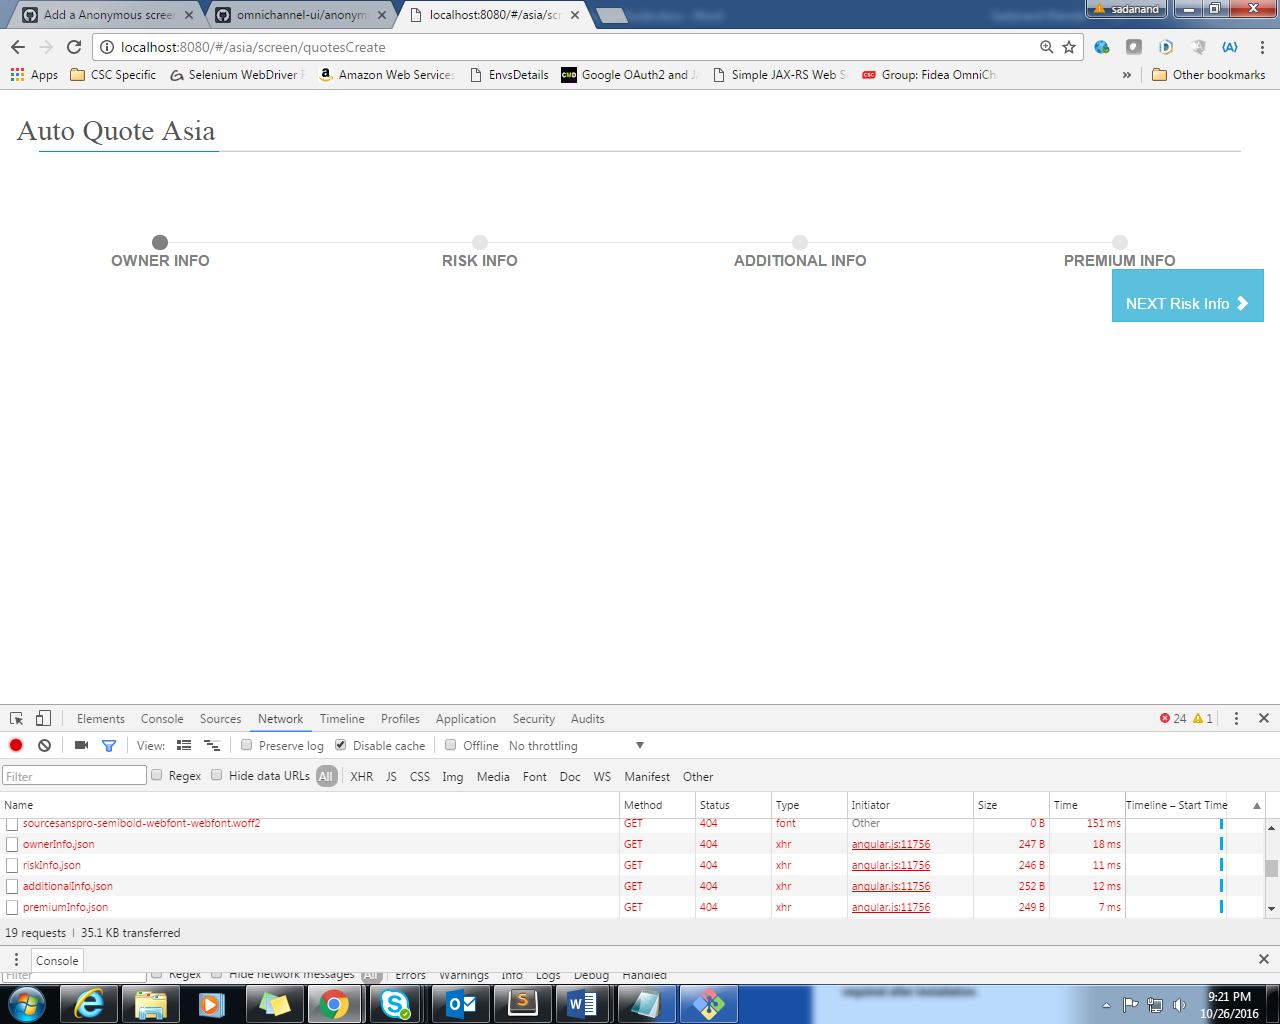 Add a Anonymous scree
omnichannel-ui/anonym
localhost:8080/#/asia/scr
sadanand
localhost:8080/#/asia/screen/quotesCreate
Apps
CSC Specific
Selenium WebDriver F
Amazon Web Services
EnvsDetails
Google OAuth2 and J
Simple JAX-RS Web S
CSC
Group: Fidea OmniCha
»
Other bookmarks
Auto Quote Asia
OWNER INFO
RISK INFO
ADDITIONAL INFO
PREMIUM INFO
NEXT Risk Info
Elements Console Sources Network Timeline Profiles Application Security Audits
24 1
View: Preserve log Disable cache Offline No throttling
Filter Regex Hide data URLs All XHR JS CSS Img Media Font Doc WS Manifest Other
Name Method Status Type Initiator Size Time Timeline – Start Time
sourcesanspro-semibold-webfont-webfont.woff2 GET 404 font Other 0 B 151 ms
ownerInfo.json GET 404 xhr angular.js:11756 247 B 18 ms
riskInfo.json GET 404 xhr angular.js:11756 246 B 11 ms
additionalInfo.json GET 404 xhr angular.js:11756 252 B 12 ms
premiumInfo.json GET 404 xhr angular.js:11756 249 B 7 ms
19 requests | 35.1 KB transferred
Console
Filter Regex Hide network messages All Errors Warnings Info Logs Debug Handled
required after installation
9:21 PM
10/26/2016